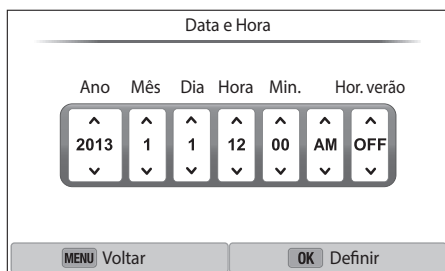 Data e Hora
Ano Mês Dia Hora Min. Hor. verão
2013 1 1 12 00 AM OFF
MENU Voltar OK Definir